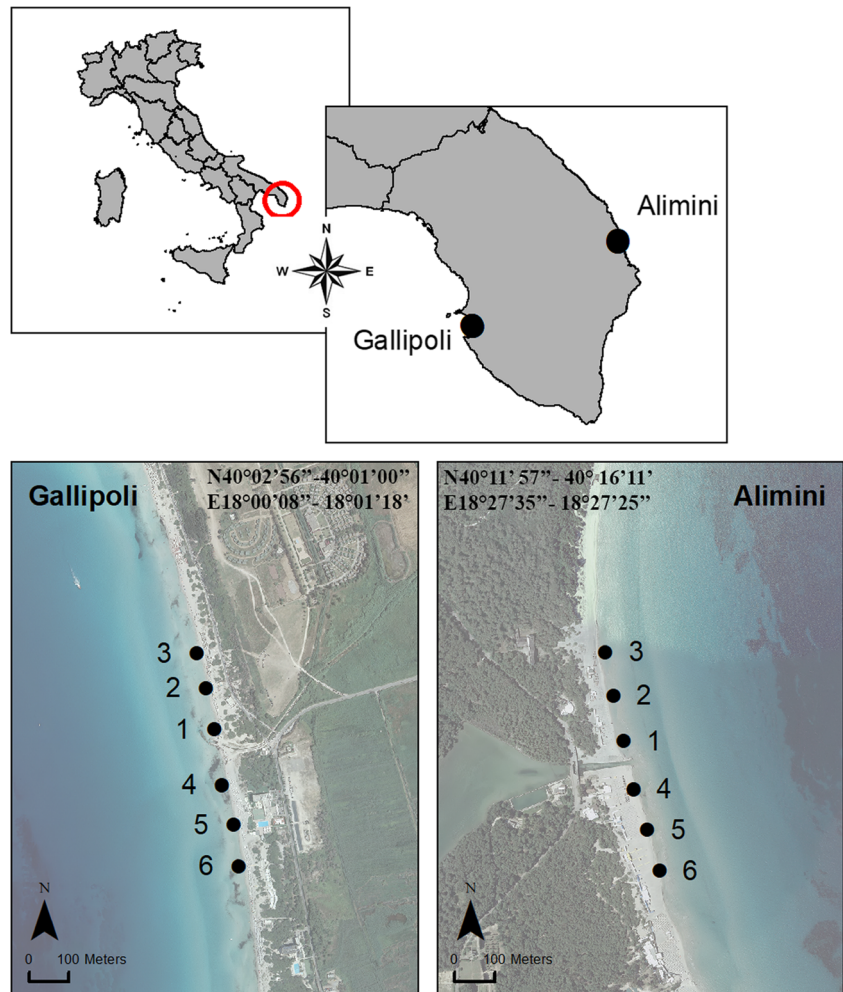 N
W
E
S
Alimini
Gallipoli
Gallipoli
N40°02’56”-40°01’00”
E18°00’08”- 18°01’18’
3
2
1
4
5
6
N
0 100 Meters
N40°11’ 57”- 40° 16’11’
E18°27’35”- 18°27’25”
Alimini
3
2
1
4
5
6
N
0 100 Meters